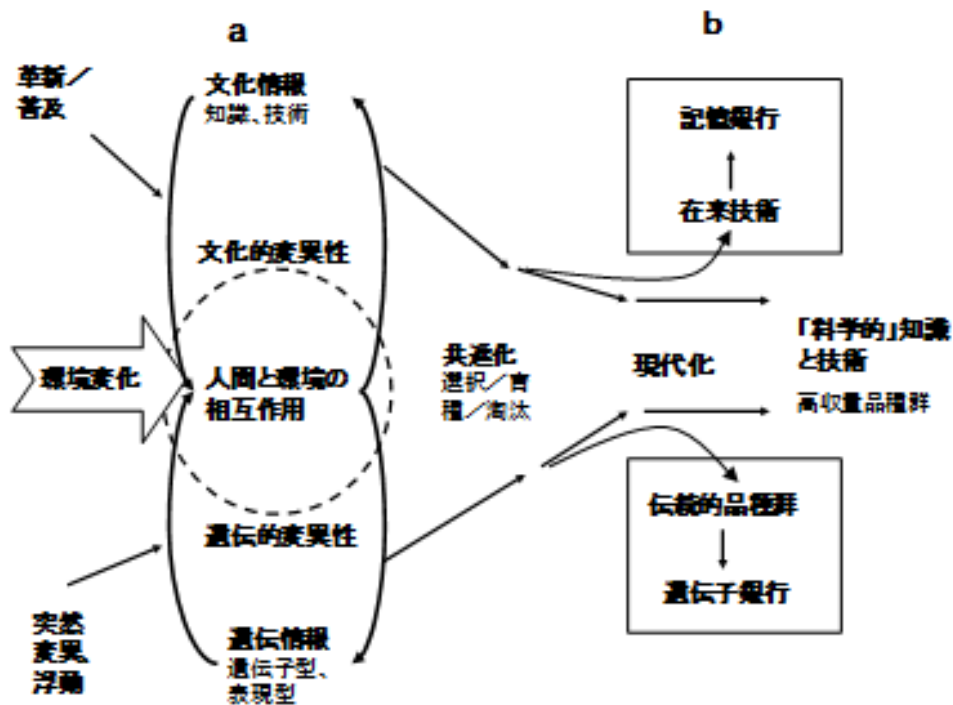 a
b
革新／
普及
文化情報
知識、技術
記憶銀行
在来技術
文化的変異性
環境変化
人間と環境の
相互作用
共進化
選択／育
種／淘汰
現代化
「科学的」知識
と技術
高収量品種群
伝統的品種群
遺伝子銀行
遺伝的変異性
突然
変異、
浮動
遺伝情報
遺伝子型、
表現型